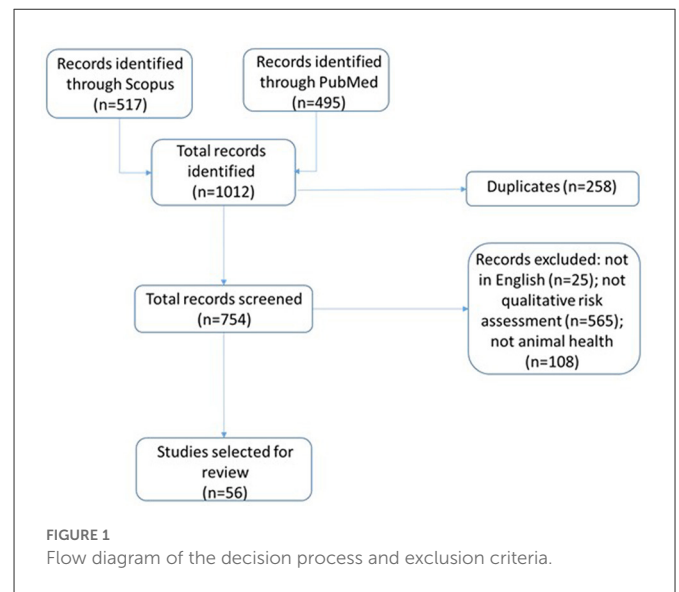 Records identified
through Scopus
(n=517)
Records identified
through PubMed
(n=495)
Total records
identified
(n=1012)
Duplicates (n=258)
Total records screened
(n=754)
Records excluded: not
in English (n=25); not
qualitative risk
assessment (n=565);
not animal health
(n=108)
Studies selected for
review
(n=56)
FIGURE 1
Flow diagram of the decision process and exclusion criteria.